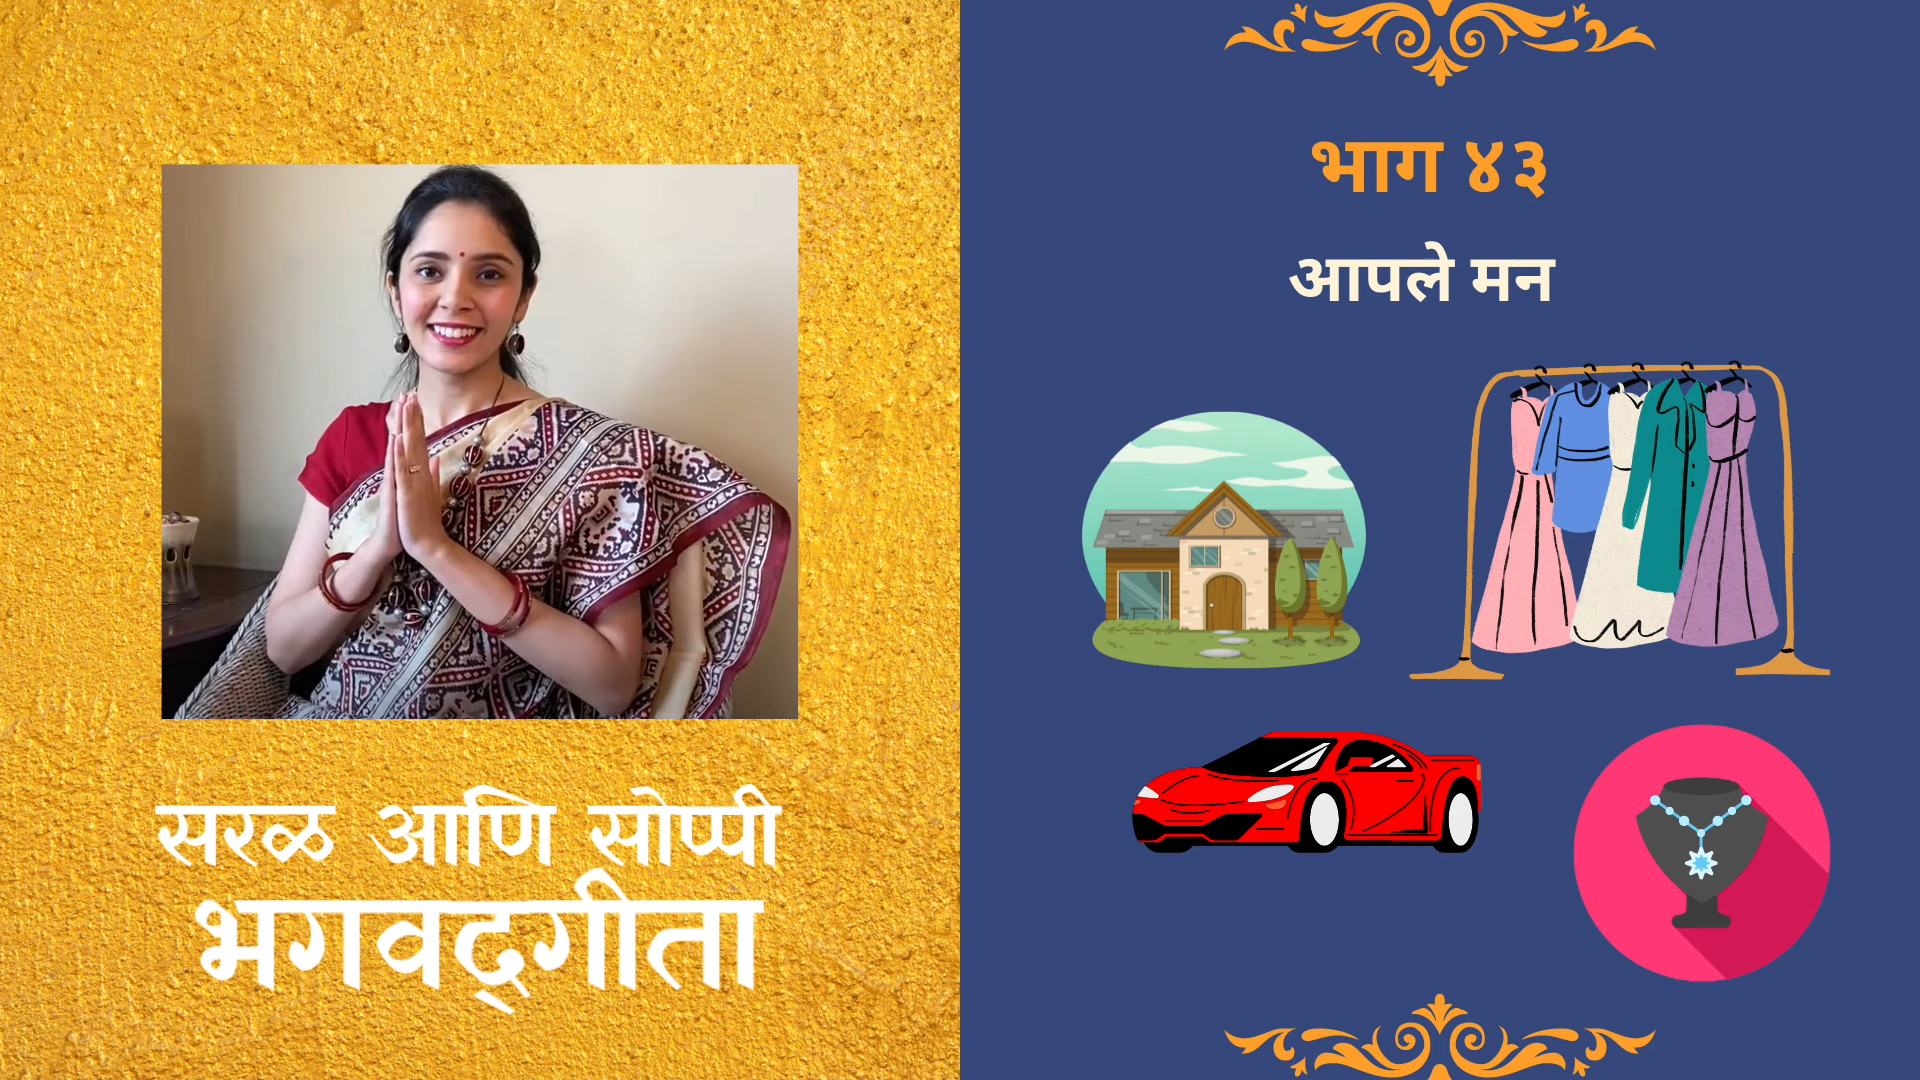 सरळ आणि सोप्पी
भगवद्‌गीता
भाग ४३
आपले मन